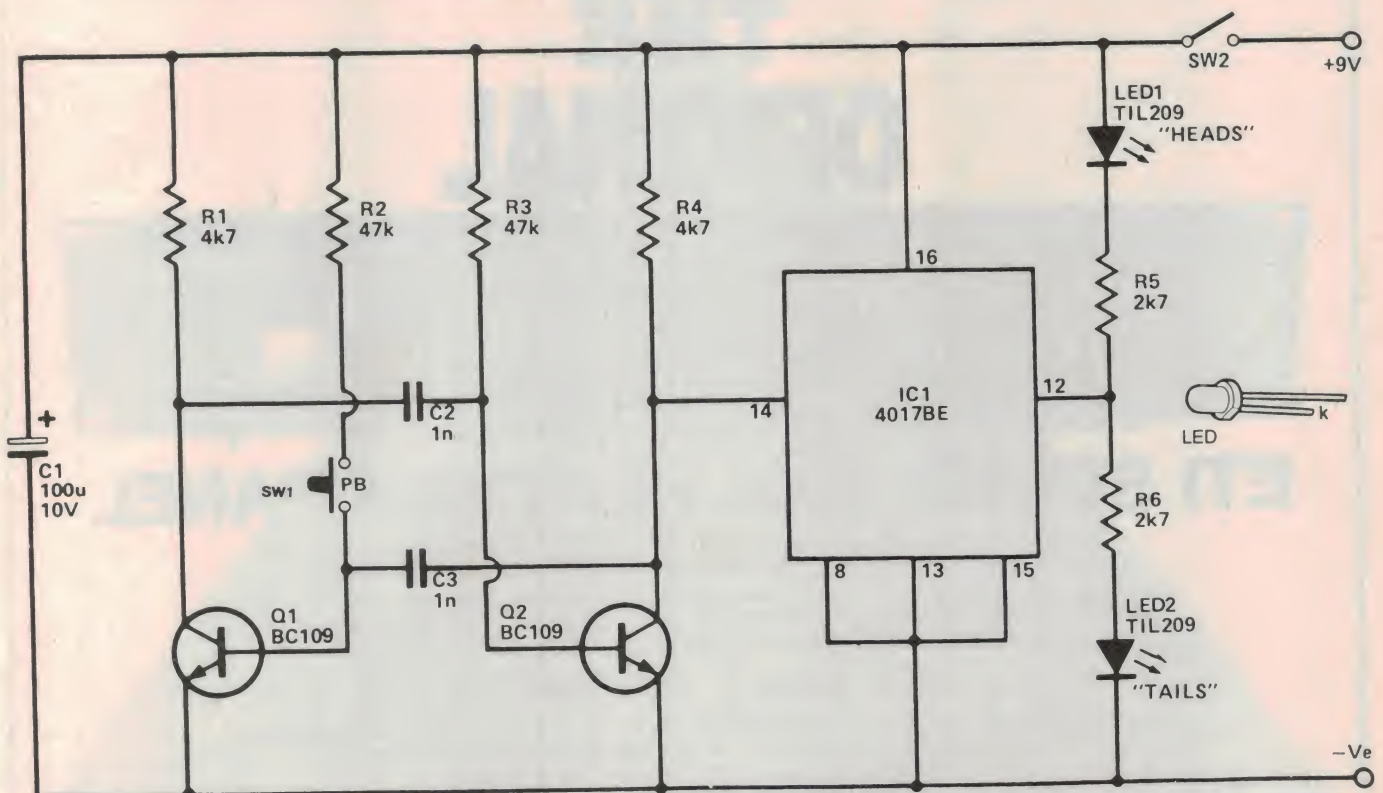 SW2
+9V
LED1
TIL209
"HEADS"
R1
4k7
R2
47k
R3
47k
R4
4k7
16
R5
2k7
C2
1n
14
IC1
4017BE
12
k
LED
+
C1
100u
10V
SW1
PB
R6
2k7
C3
1n
8
13
15
Q1
BC109
Q2
BC109
LED2
TIL209
"TAILS"
−Ve